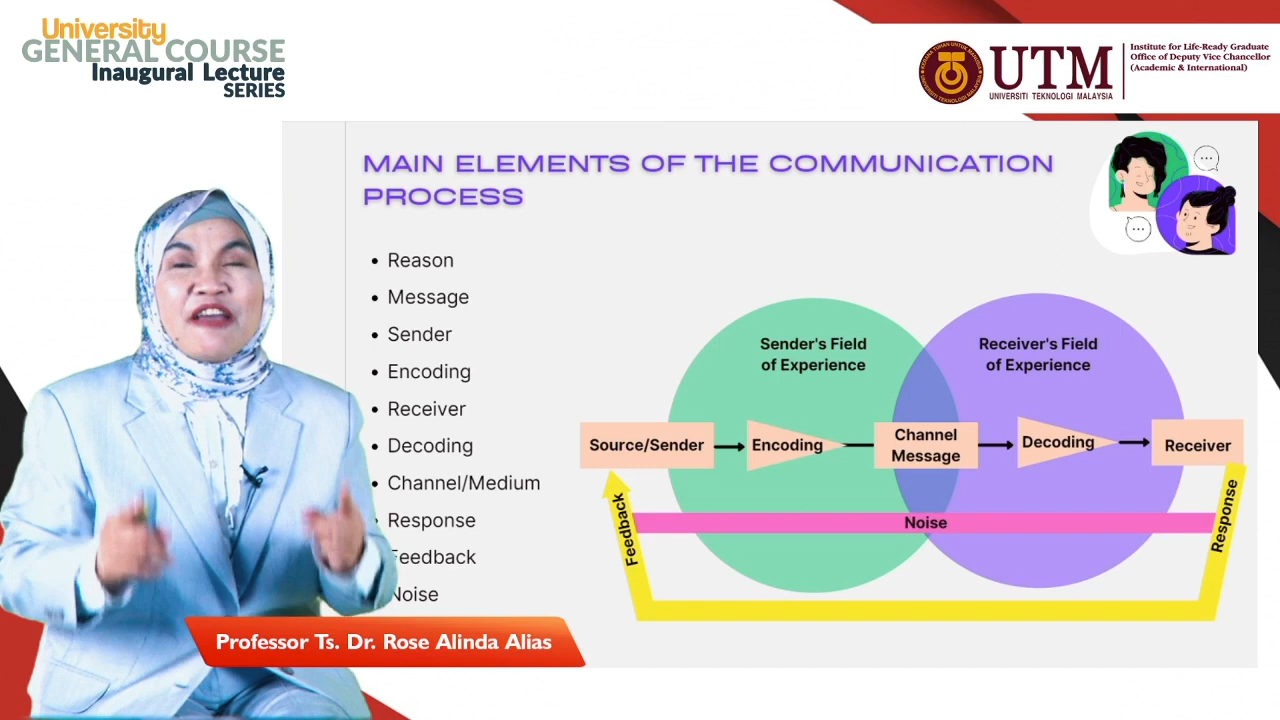 University
GENERAL COURSE
Inaugural Lecture
SERIES
UTM
UNIVERSITI TEKNOLOGI MALAYSIA
Institute for Life-Ready Graduate
Office of Deputy Vice Chancellor
(Academic & International)
MAIN ELEMENTS OF THE COMMUNICATION
PROCESS
Reason
Message
Sender
Encoding
Receiver
Decoding
Channel/Medium
Response
Feedback
Noise
Sender's Field
of Experience
Receiver's Field
of Experience
Source/Sender
Encoding
Channel
Message
Decoding
Receiver
Feedback
Noise
Response
Professor Ts. Dr. Rose Alinda Alias